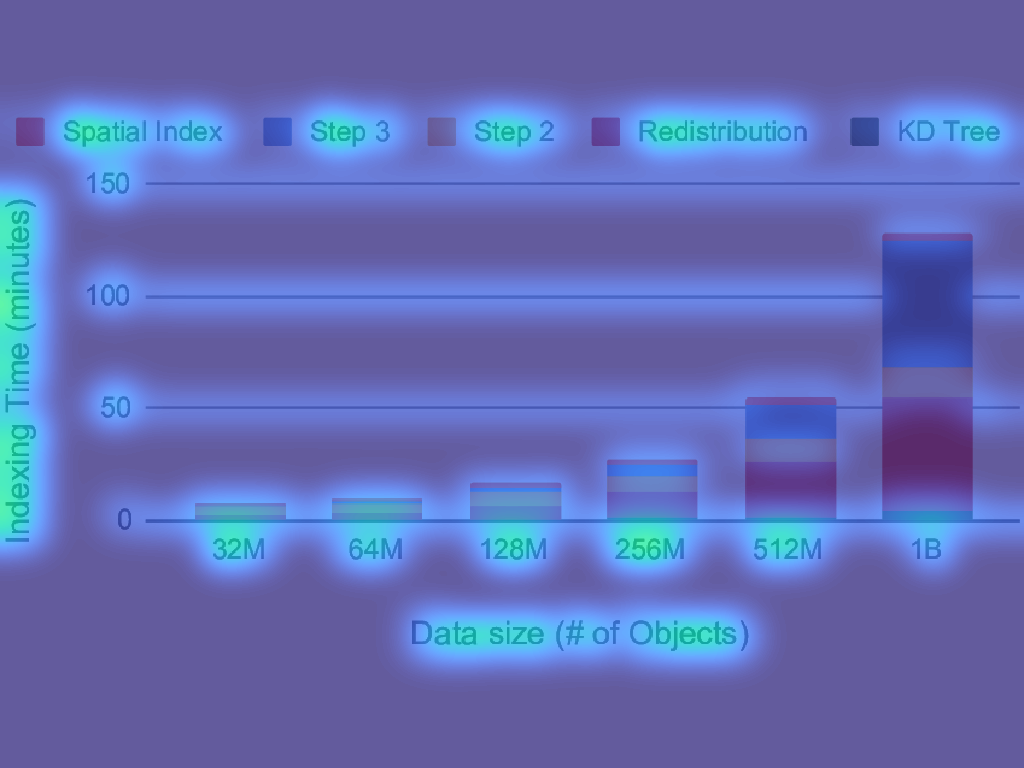 Spatial Index Step 3 Step 2 Redistribution KD Tree
150
100
50
0
Indexing Time (minutes)
32M 64M 128M 256M 512M 1B
Data size (# of Objects)